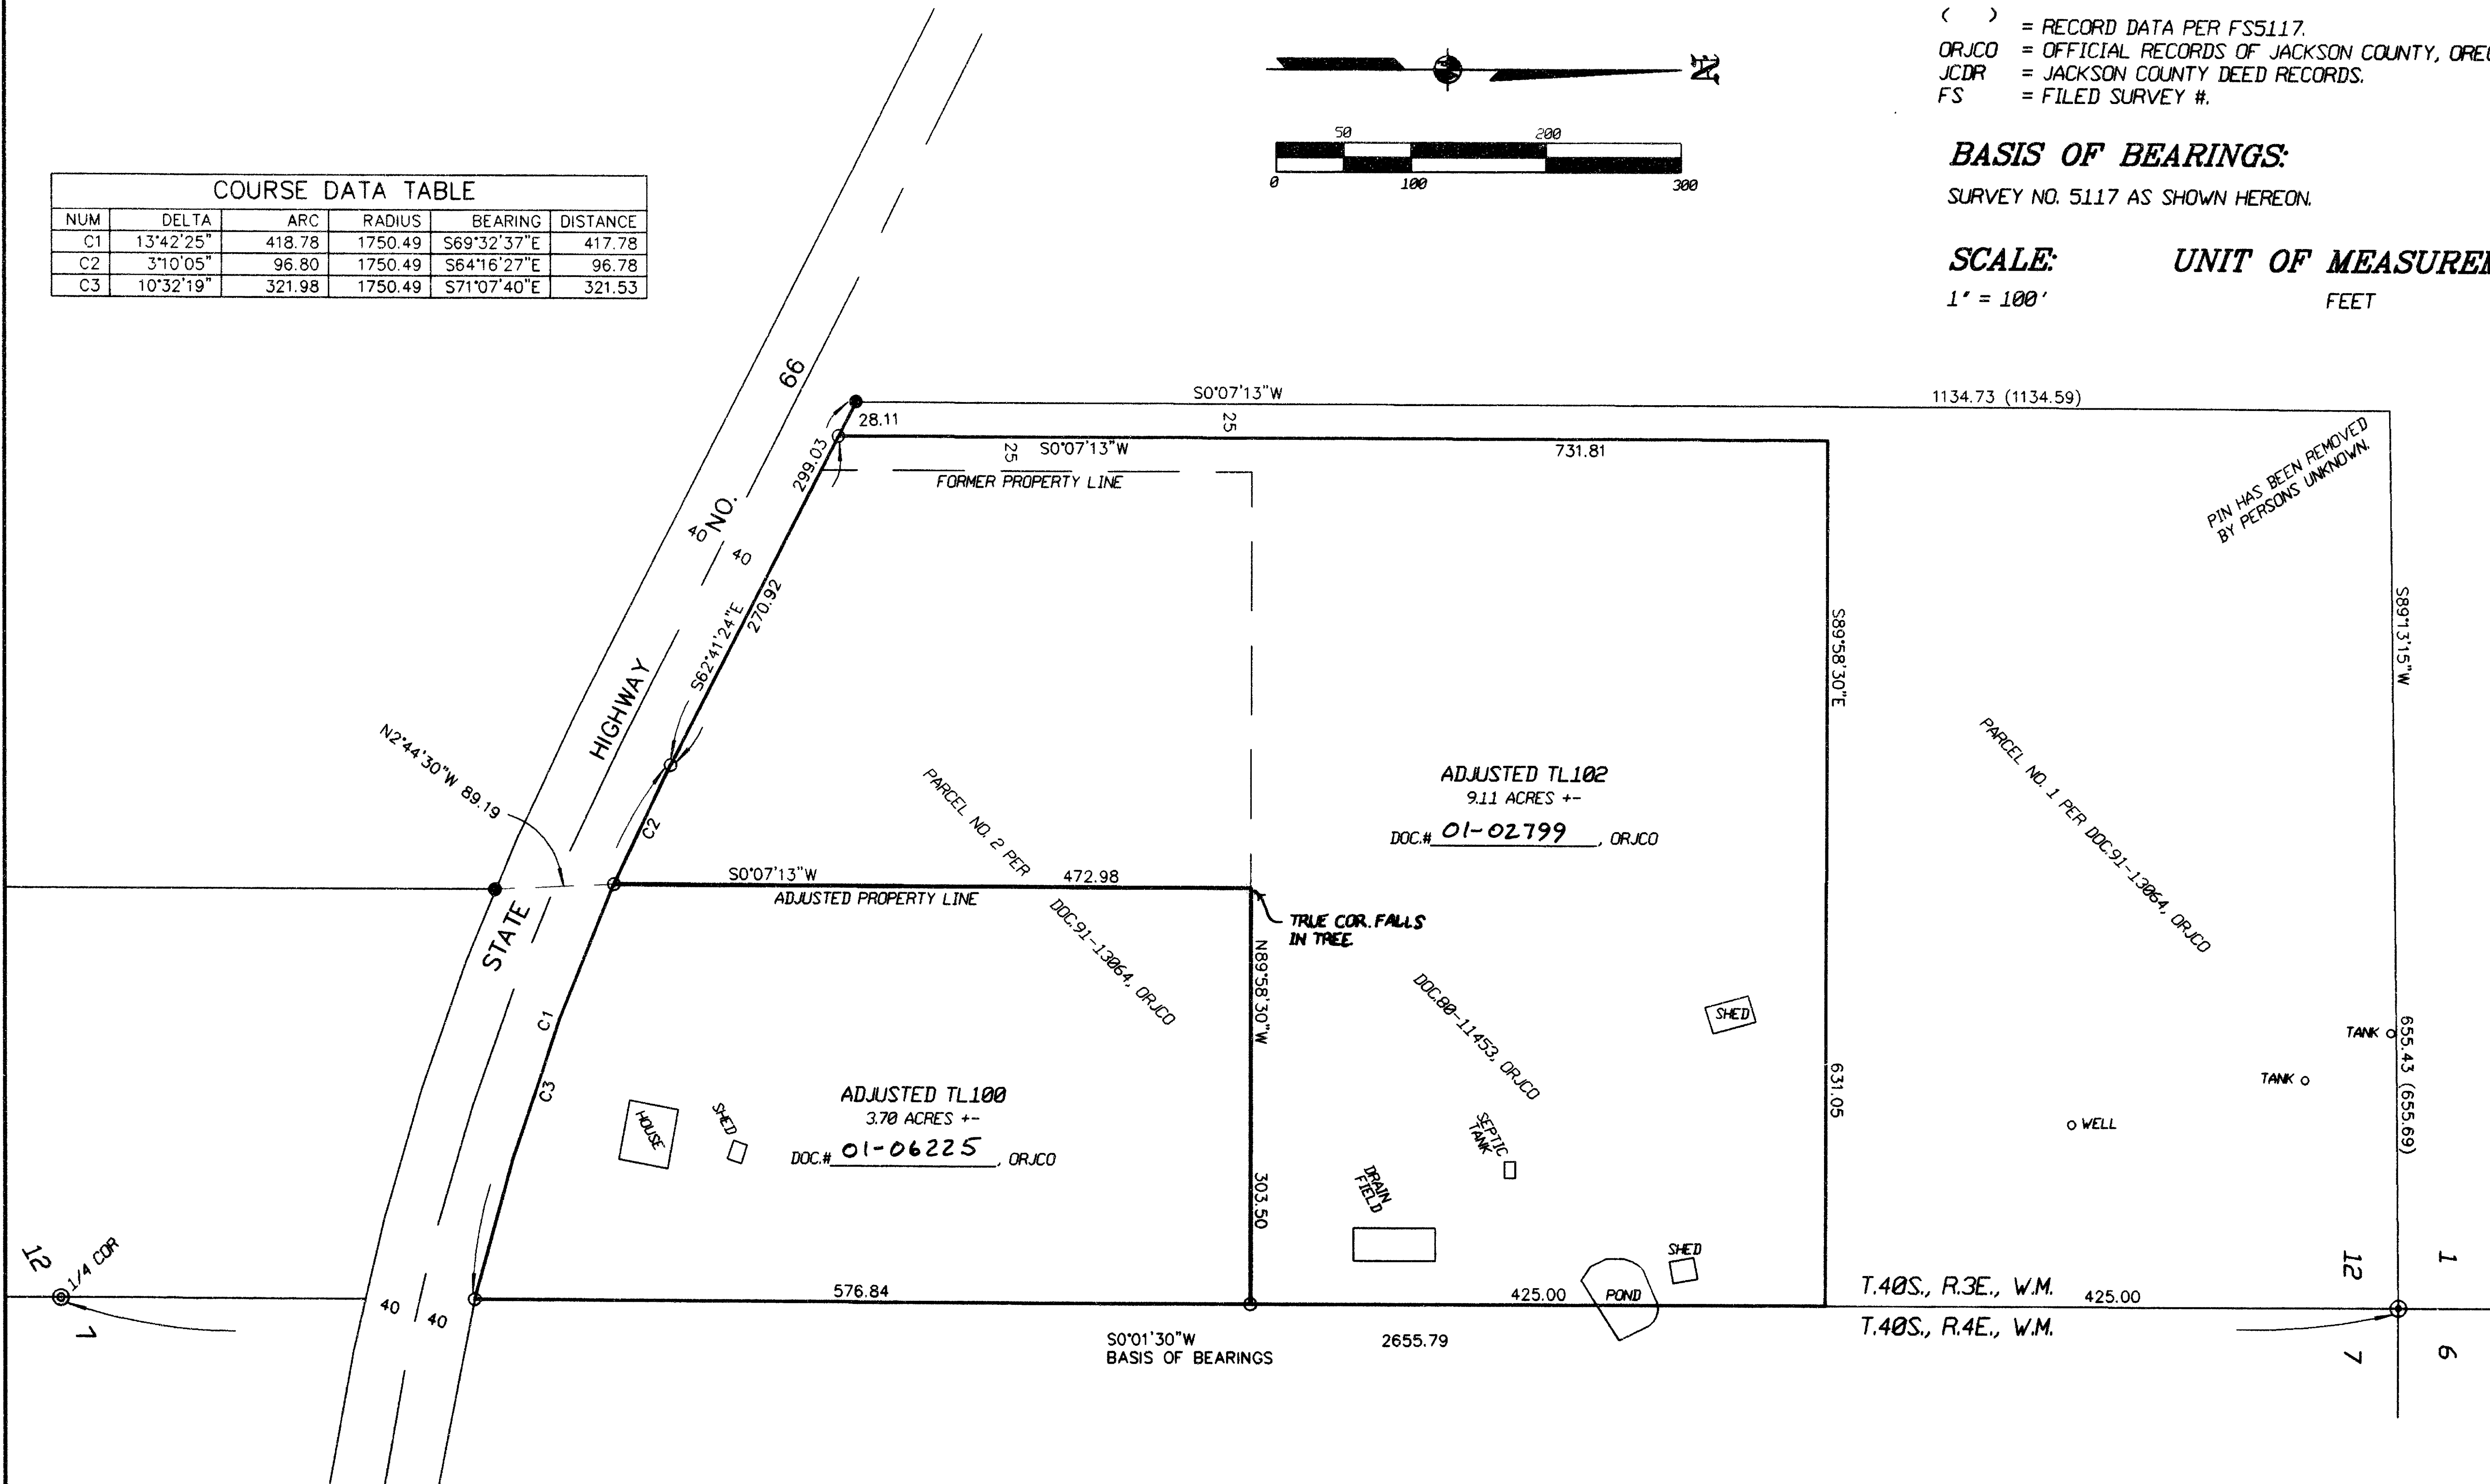 ( ) = RECORD DATA PER FS5117.
ORJCO = OFFICIAL RECORDS OF JACKSON COUNTY, ORE
JCDR = JACKSON COUNTY DEED RECORDS.
FS = FILED SURVEY #.
N
50 200
0 100 300
BASIS OF BEARINGS:
SURVEY NO. 5117 AS SHOWN HEREON.
SCALE: UNIT OF MEASUREM
1" = 100' FEET
COURSE DATA TABLE
NUM DELTA ARC RADIUS BEARING DISTANCE
C1 13°42'25" 418.78 1750.49 S69°32'37"E 417.78
C2 3°10'05" 96.80 1750.49 S64°16'27"E 96.78
C3 10°32'19" 321.98 1750.49 S71°07'40"E 321.53
STATE HIGHWAY NO. 66
40
40
S0°07'13"W
1134.73 (1134.59)
28.11
25
25
S0°07'13"W
731.81
299.03
FORMER PROPERTY LINE
PIN HAS BEEN REMOVED
BY PERSONS UNKNOWN.
270.92
S62°41'24"E
S89°58'30"E
631.05
S89°13'15"W
655.43 (655.69)
N2°44'30"W 89.19
C2
PARCEL NO. 2 PER
DOC.91-13064, ORJCO
ADJUSTED TL102
9.11 ACRES +-
DOC.# 01-02799, ORJCO
PARCEL NO. 1 PER DOC.91-13064, ORJCO
S0°07'13"W
472.98
ADJUSTED PROPERTY LINE
TRUE COR. FALLS
IN TREE.
N89°58'30"W
303.50
DOC.80-11453, ORJCO
SHED
C1
C3
TANK
TANK
WELL
ADJUSTED TL100
3.70 ACRES +-
DOC.# 01-06225, ORJCO
HOUSE
SHED
SEPTIC
TANK
DRAIN
FIELD
SHED
POND
12
1/4 COR
7
40
40
576.84
425.00
T.40S., R.3E., W.M.
425.00
T.40S., R.4E., W.M.
S0°01'30"W
2655.79
BASIS OF BEARINGS
12
1
7
6